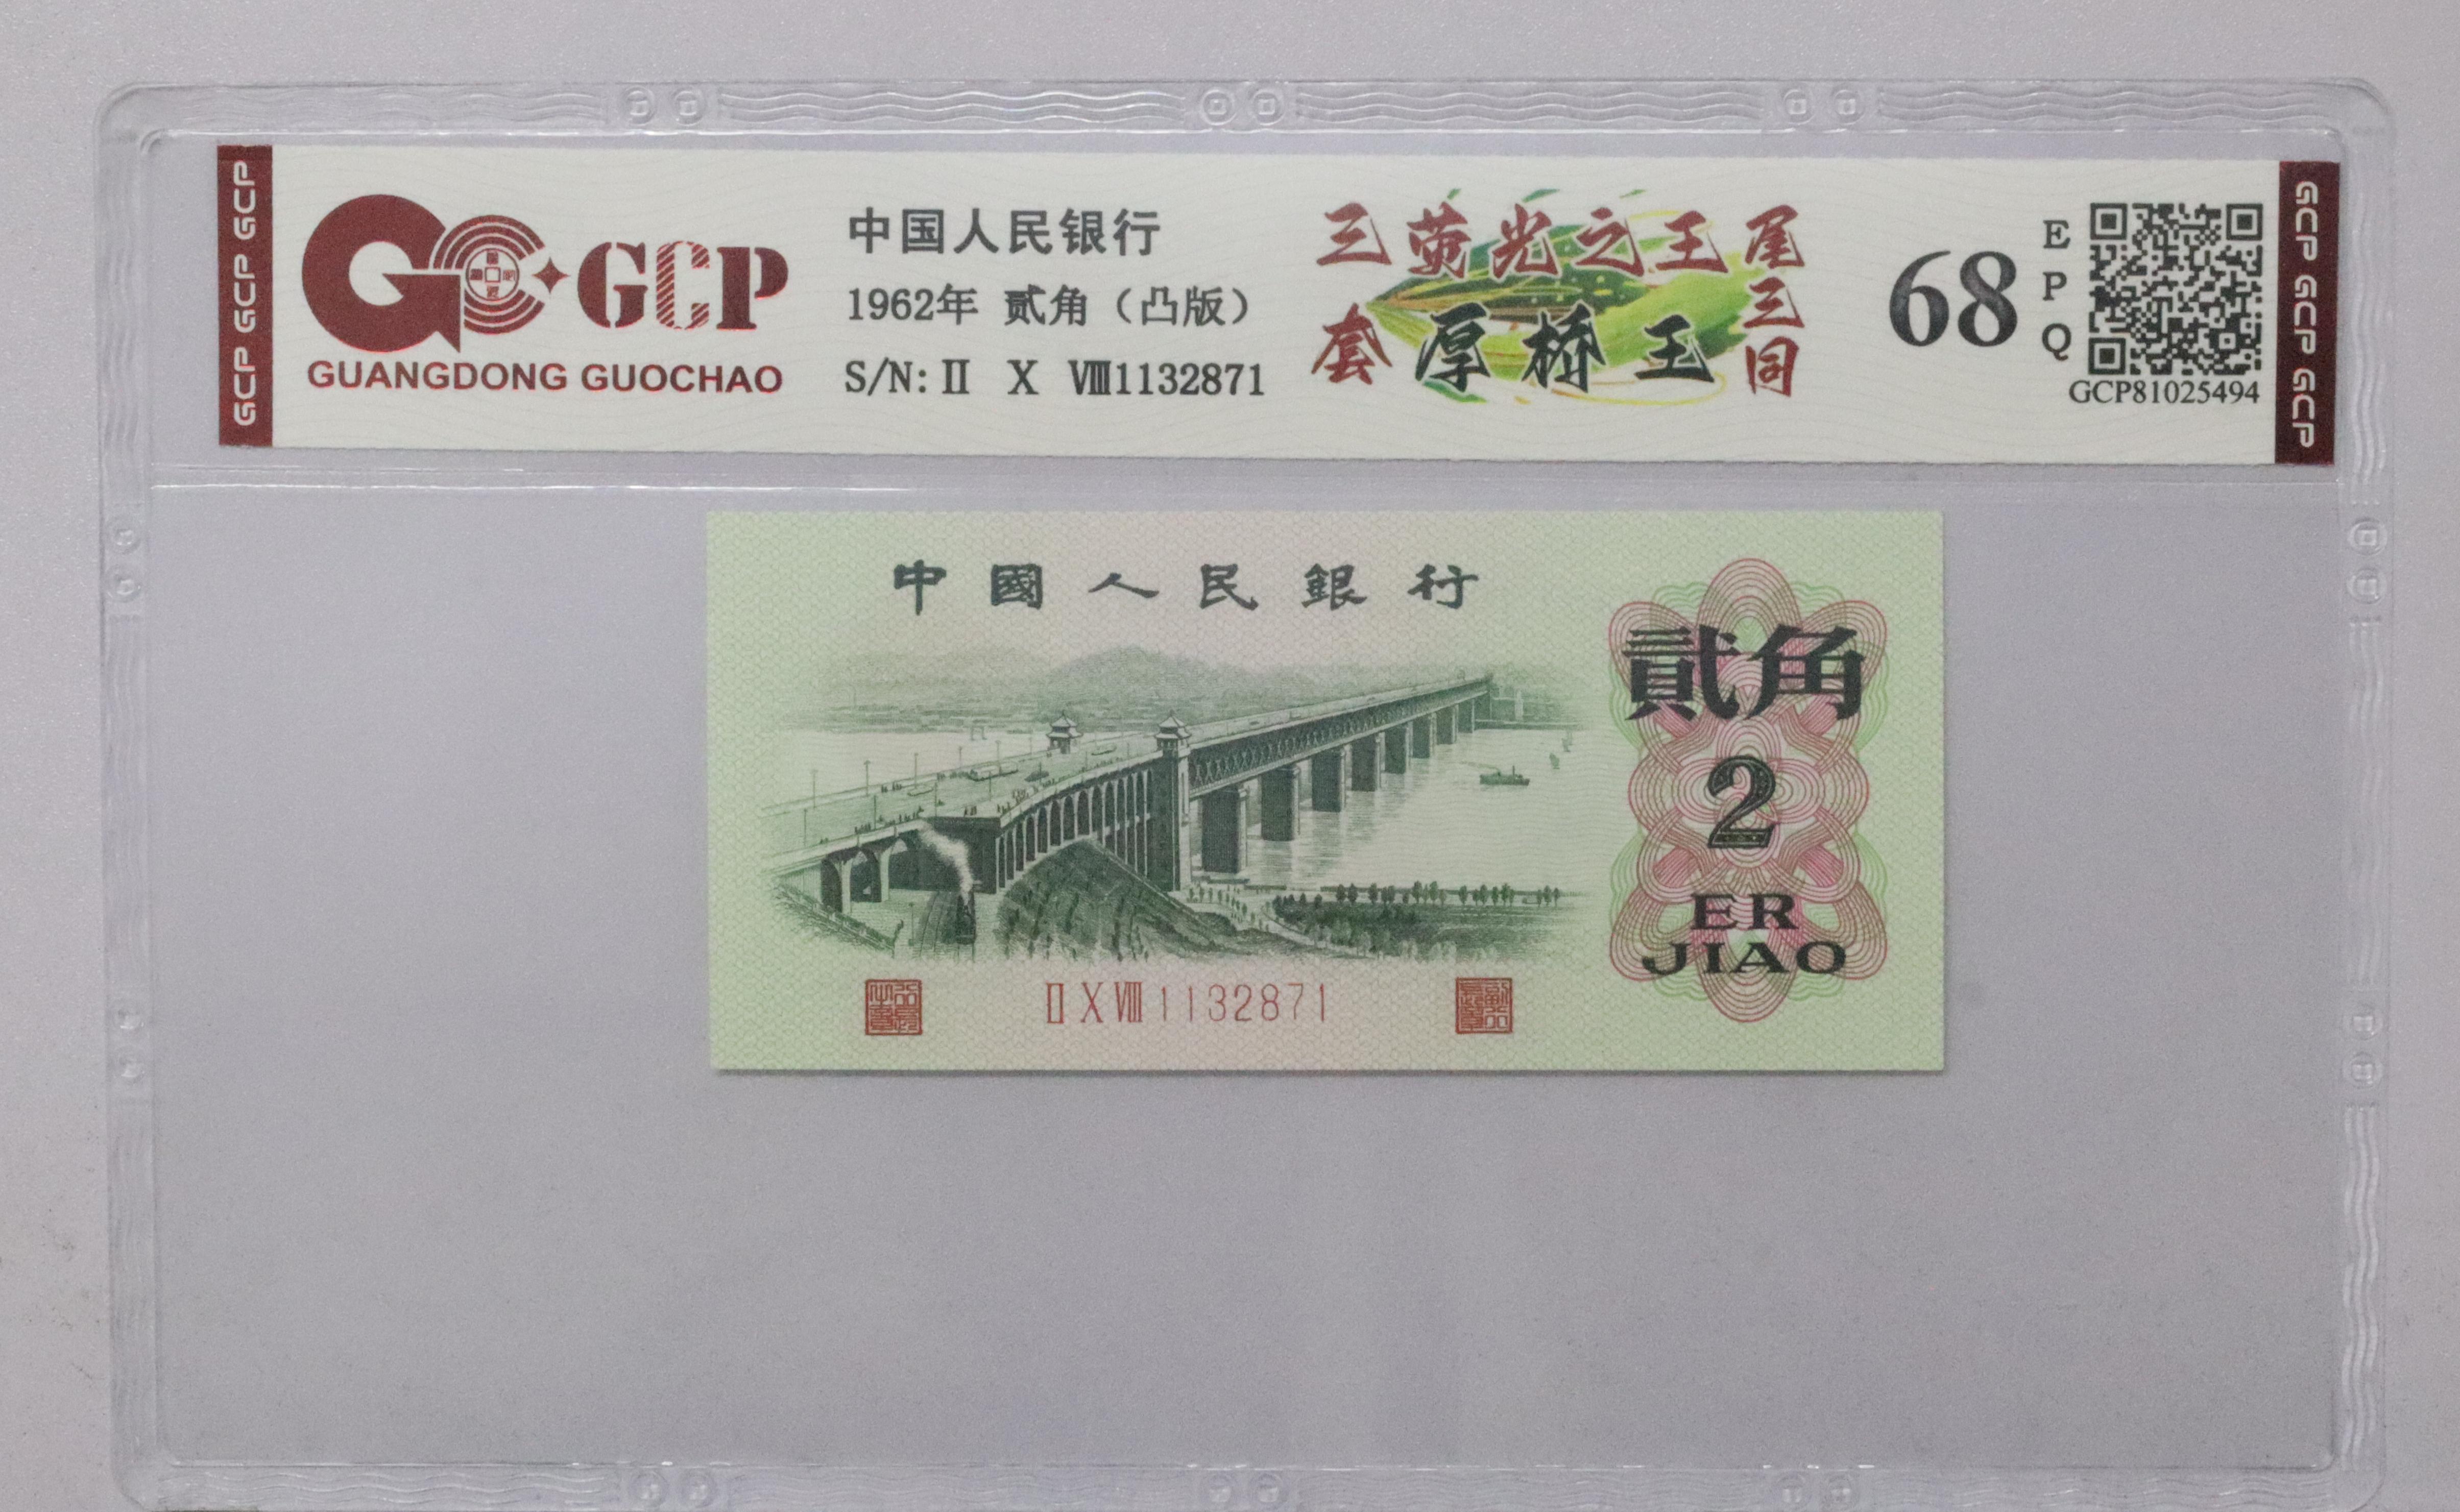 GCP GCP GCP
GCP
GUANGDONG GUOCHAO
中国人民银行
1962年 贰角（凸版）
S/N: Ⅱ X Ⅷ1132871
三 荧光之王 尾
套 厚桥王 三
同
68
E
P
Q
GCP81025494
GCP GCP GCP
中國人民銀行
貳角
2
ER
JIAO
Ⅱ X Ⅷ 1132871